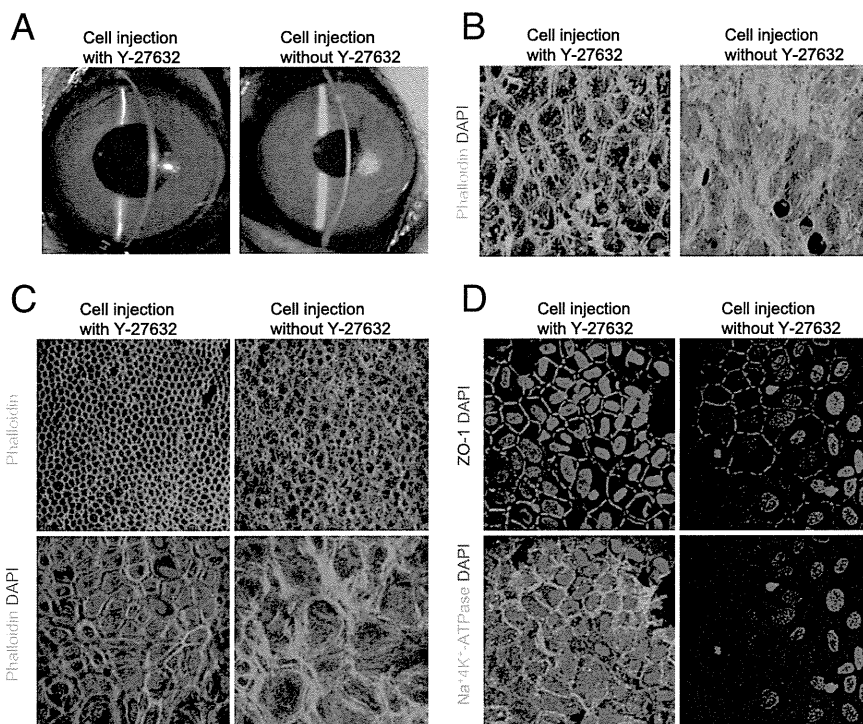 A
Cell injection
with Y-27632
Cell injection
without Y-27632
B
Cell injection
with Y-27632
Cell injection
without Y-27632
Phalloidin DAPI
C
Cell injection
with Y-27632
Cell injection
without Y-27632
Phalloidin
Phalloidin DAPI
D
Cell injection
with Y-27632
Cell injection
without Y-27632
ZO-1 DAPI
Na⁺4K⁺-ATPase DAPI